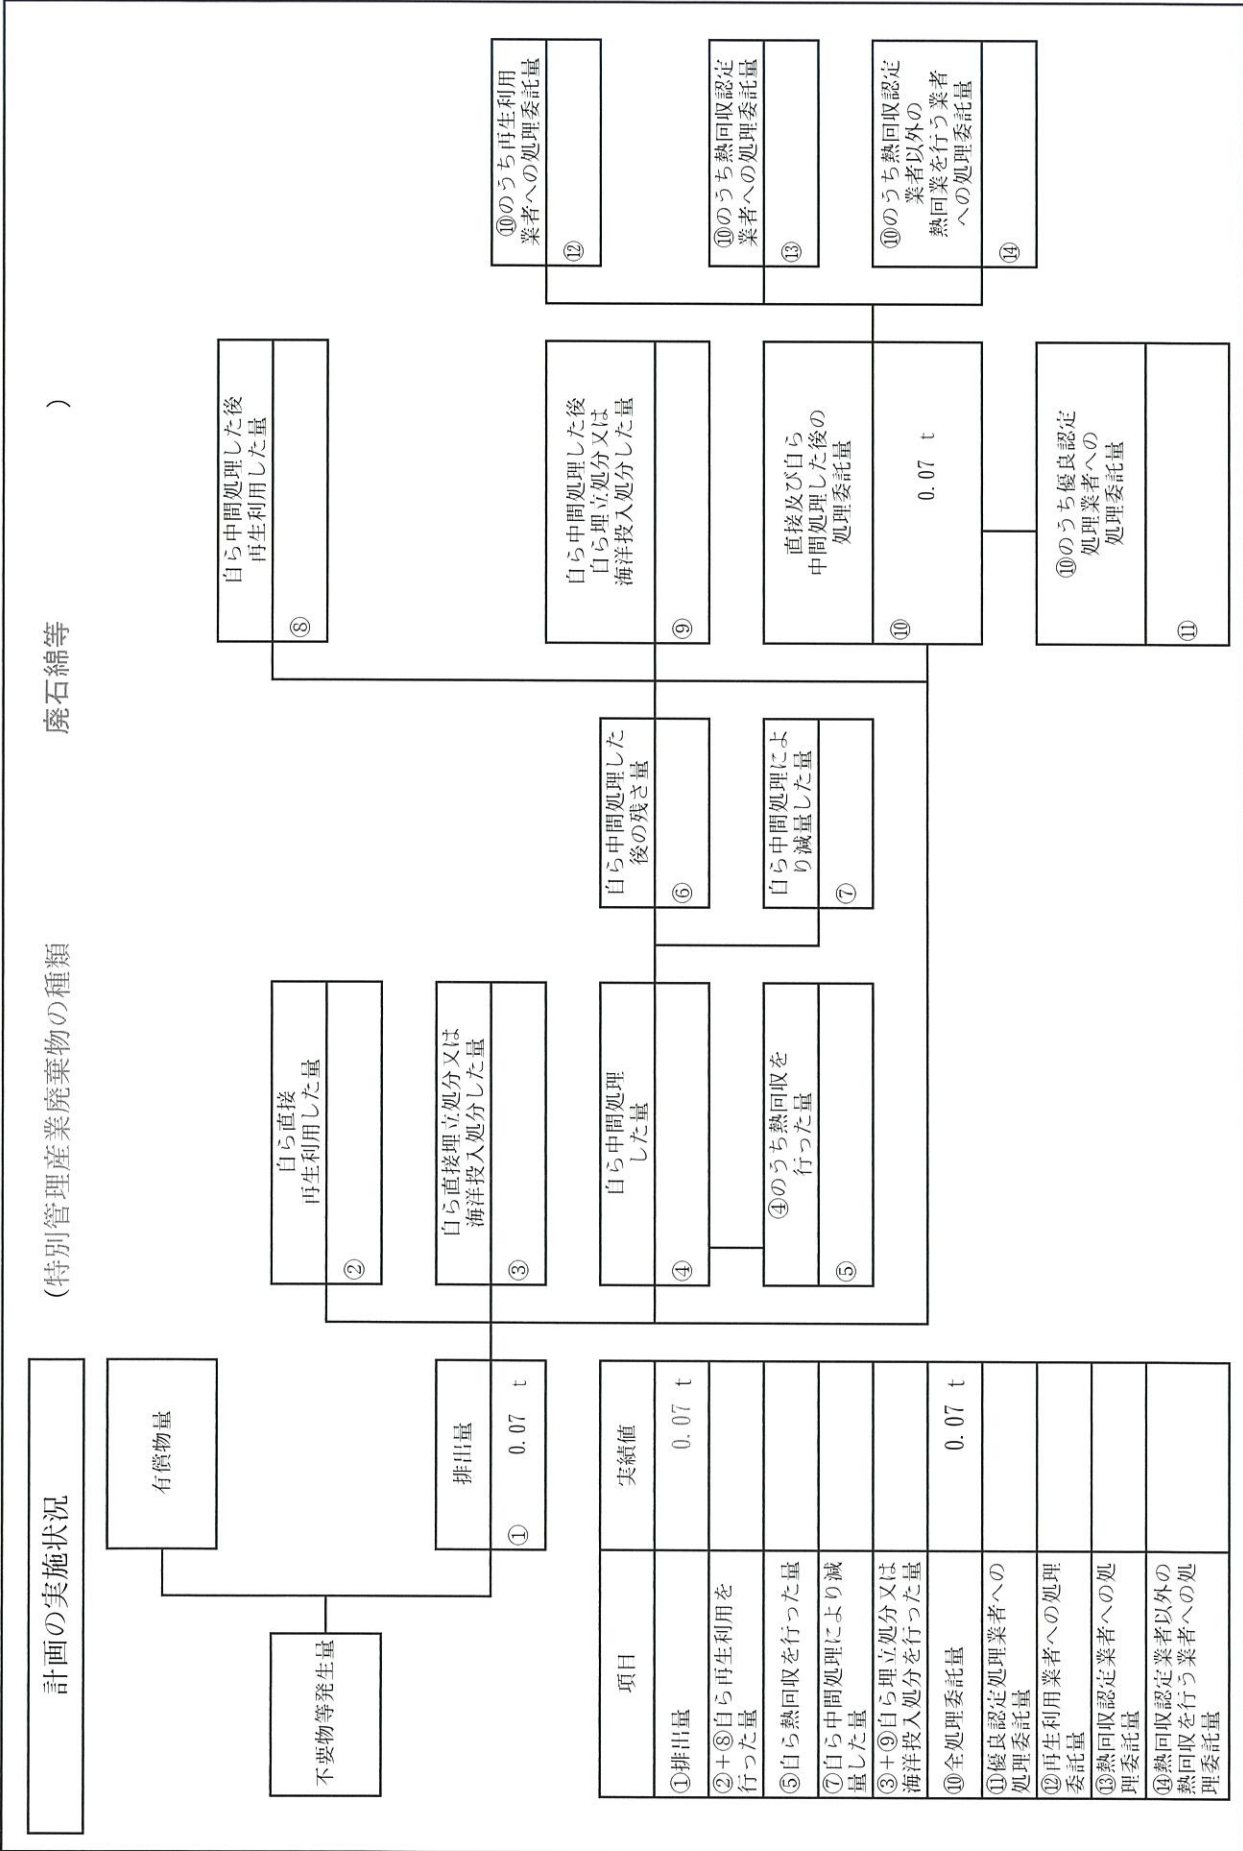 計画の実施状況
(特別管理産業廃棄物の種類 廃石綿等 )
有償物量
不要物等発生量
排出量
① 0.07 t
自ら直接
再生利用した量
②
自ら直接埋立処分又は
海洋投入処分した量
③
自ら中間処理
した量
④
④のうち熱回収を
行った量
⑤
自ら中間処理した
後の残さ量
⑥
自ら中間処理によ
り減量した量
⑦
自ら中間処理した後
再生利用した量
⑧
自ら中間処理した後
自ら埋立処分又は
海洋投入処分した量
⑨
直接及び自ら
中間処理した後の
処理委託量
⑩ 0.07 t
⑩のうち優良認定
処理業者への
処理委託量
⑪
⑩のうち再生利用
業者への処理委託量
⑫
⑩のうち熱回収認定
業者への処理委託量
⑬
⑩のうち熱回収認定
業者以外の
熱回業を行う業者
への処理委託量
⑭
項目 実績値
①排出量 0.07 t
②+⑧自ら再生利用を
行った量
⑤自ら熱回収を行った量
⑦自ら中間処理により減
量した量
③+⑨自ら埋立処分又は
海洋投入処分を行った量
⑩全処理委託量 0.07 t
⑪優良認定処理業者への
処理委託量
⑫再生利用業者への処理
委託量
⑬熱回収認定業者への処
理委託量
⑭熱回収認定業者以外の
熱回収を行う業者への処
理委託量